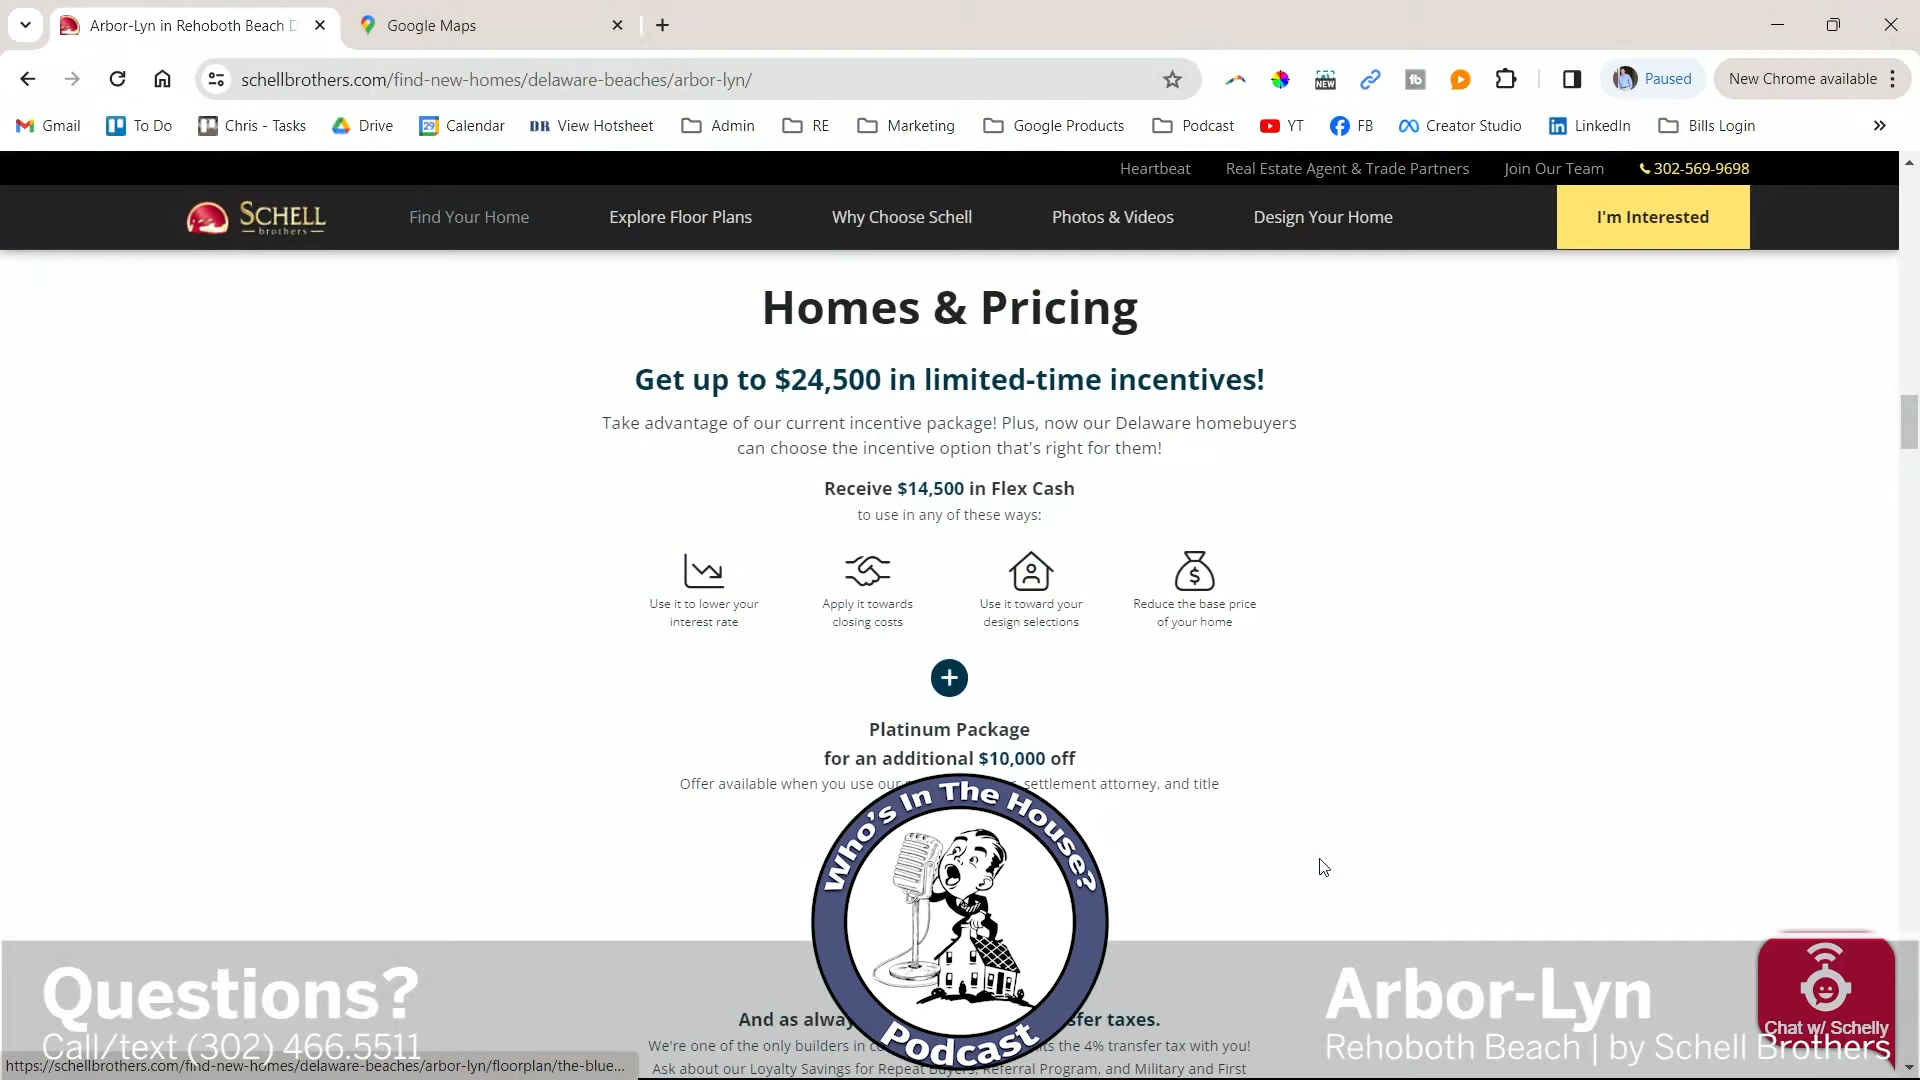 Arbor-Lyn in Rehoboth Beach D
Google Maps
schellbrothers.com/find-new-homes/delaware-beaches/arbor-lyn/
NEW
Paused
New Chrome available
Gmail
To Do
Chris - Tasks
Drive
Calendar
DR View Hotsheet
Admin
RE
Marketing
Google Products
Podcast
YT
FB
Creator Studio
LinkedIn
Bills Login
Heartbeat
Real Estate Agent & Trade Partners
Join Our Team
302-569-9698
SCHELL
brothers
Find Your Home
Explore Floor Plans
Why Choose Schell
Photos & Videos
Design Your Home
I'm Interested
Homes & Pricing
Get up to $24,500 in limited-time incentives!
Take advantage of our current incentive package! Plus, now our Delaware homebuyers
can choose the incentive option that's right for them!
Receive $14,500 in Flex Cash
to use in any of these ways:
Use it to lower your
interest rate
Apply it towards
closing costs
Use it toward your
design selections
Reduce the base price
of your home
Platinum Package
for an additional $10,000 off
Offer available when you use our settlement attorney, and title
Who's In The House?
Podcast
Questions?
Call/text (302) 466.5511
And as taxes.
We're one of the only builders in the 4% transfer tax with you!
Ask about our Loyalty Savings for Repeat Buyers, Referral Program, and Military and First
Arbor-Lyn
Rehoboth Beach | by Schell Brothers
Chat w/ Schelly
https://schellbrothers.com/find-new-homes/delaware-beaches/arbor-lyn/floorplan/the-blue...